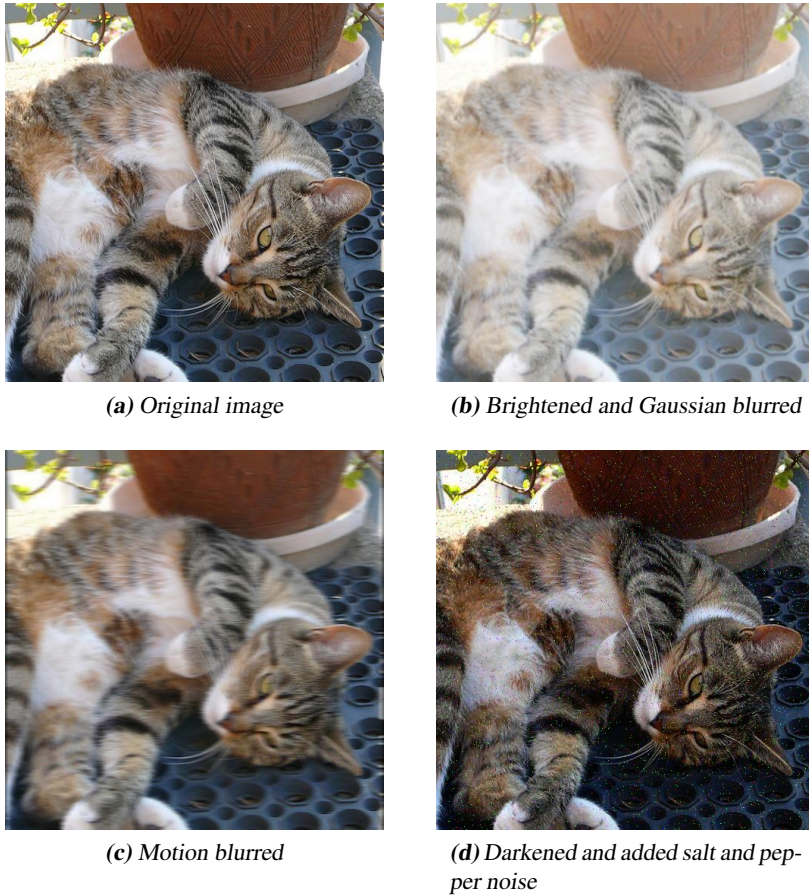 (a) Original image
(b) Brightened and Gaussian blurred
(c) Motion blurred
(d) Darkened and added salt and pep-
per noise